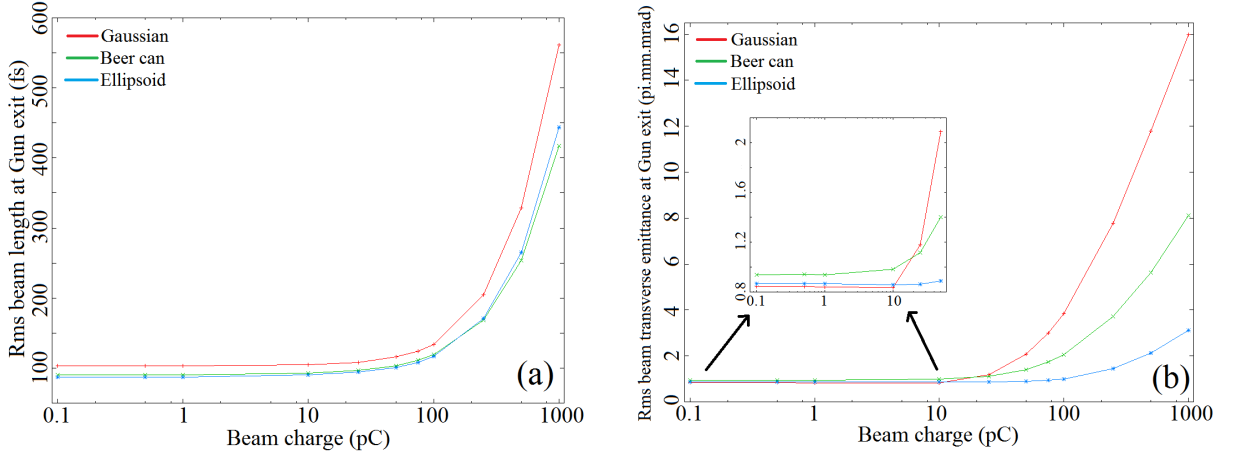 Rms beam length at Gun exit (fs)
600
500
400
300
200
100
Gaussian
Beer can
Ellipsoid
(a)
0.1
1
10
100
1000
Beam charge (pC)
Rms beam transverse emittance at Gun exit (pi.mm.mrad)
16
14
12
10
8
6
4
2
0
Gaussian
Beer can
Ellipsoid
2
1.6
1.2
0.8
0.1
1
10
(b)
0.1
1
10
100
1000
Beam charge (pC)